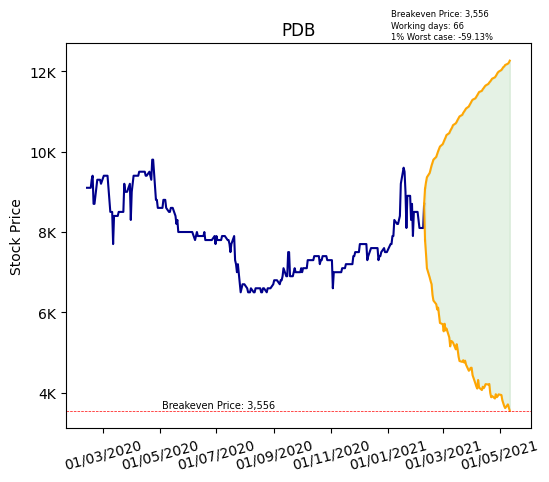 Breakeven Price: 3,556
Working days: 66
1% Worst case: -59.13%
PDB
Stock Price
12K
10K
8K
6K
4K
Breakeven Price: 3,556
01/03/2020
01/05/2020
01/07/2020
01/09/2020
01/11/2020
01/01/2021
01/03/2021
01/05/2021